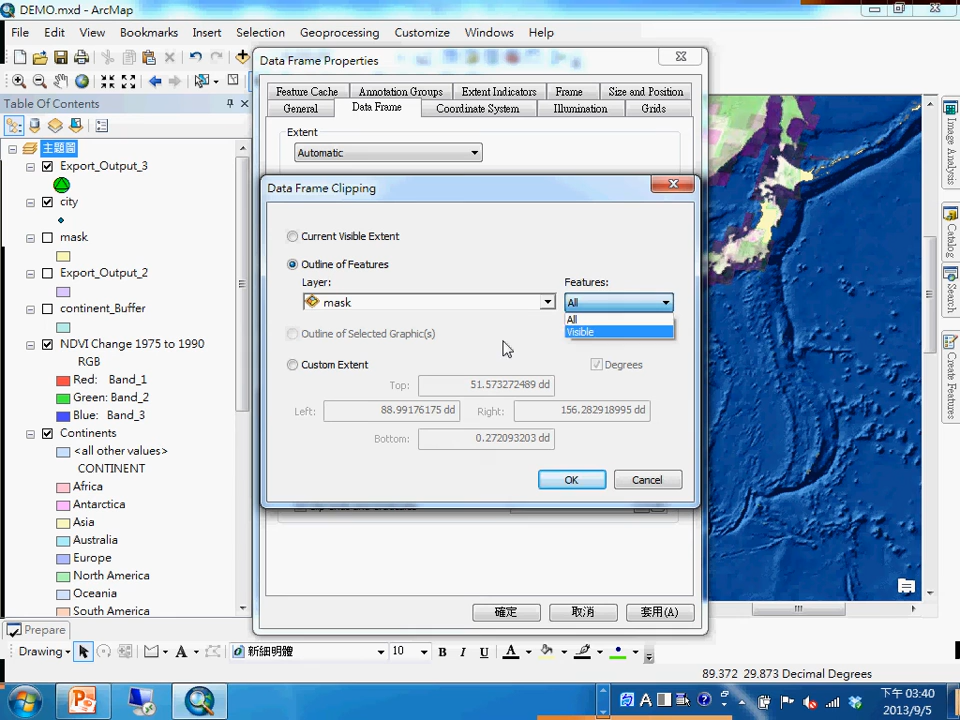 DEMO.mxd - ArcMap
File Edit View Bookmarks Insert Selection Geoprocessing Customize Windows Help
Data Frame Properties
Table Of Contents
Feature Cache Annotation Groups Extent Indicators Frame Size and Position
General Data Frame Coordinate System Illumination Grids
Extent
Automatic
主題圖
Export_Output_3
city
mask
Export_Output_2
continent_Buffer
NDVI Change 1975 to 1990
RGB
Red: Band_1
Green: Band_2
Blue: Band_3
Continents
<all other values>
CONTINENT
Africa
Antarctica
Asia
Australia
Europe
North America
Oceania
South America
Data Frame Clipping
Current Visible Extent
Outline of Features
Layer:
Features:
mask
All
All
Visible
Outline of Selected Graphic(s)
Custom Extent
Degrees
Top: 51.573272489 dd
Left: 88.99176175 dd Right: 156.282918995 dd
Bottom: 0.272093203 dd
OK Cancel
確定 取消 套用(A)
Image Analysis
Catalog
Search
Create Features
Prepare
Drawing
A
新細明體
10
B I U A
89.372 29.873 Decimal Degrees
下午 03:40
2013/9/5